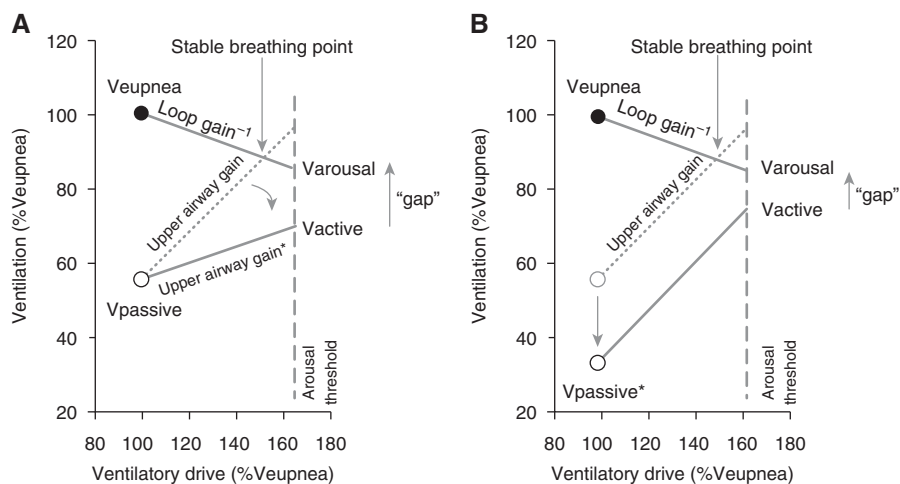 A
Ventilation (%Veupnea)
120
100
80
60
40
20
Stable breathing point
Veupnea
Loop gain⁻¹
Upper airway gain
Varousal
"gap"
Vactive
Upper airway gain*
Vpassive
Arousal
threshold
80 100 120 140 160 180
Ventilatory drive (%Veupnea)
B
Ventilation (%Veupnea)
120
100
80
60
40
20
Stable breathing point
Veupnea
Loop gain⁻¹
Upper airway gain
Varousal
"gap"
Vactive
Vpassive*
Arousal
threshold
80 100 120 140 160 180
Ventilatory drive (%Veupnea)